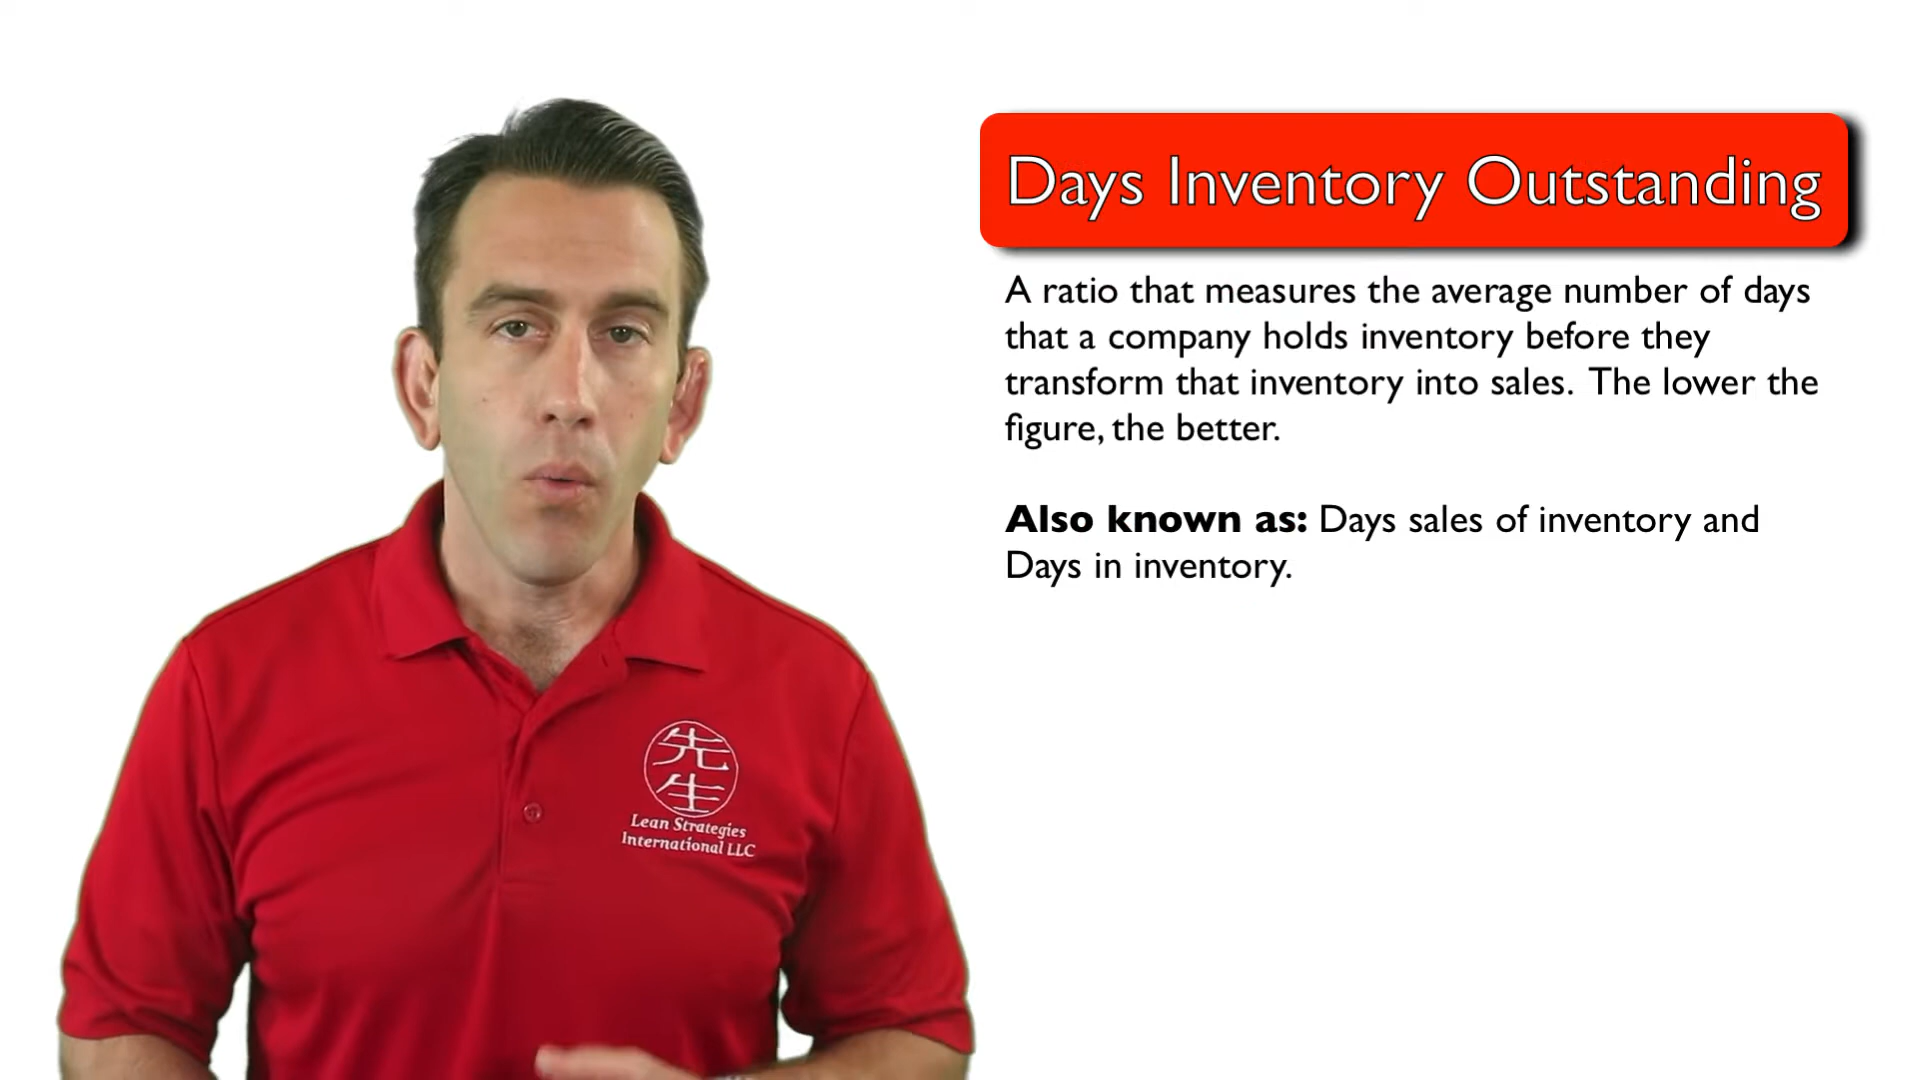 Days Inventory Outstanding
A ratio that measures the average number of days
that a company holds inventory before they
transform that inventory into sales. The lower the
figure, the better.
Also known as: Days sales of inventory and
Days in inventory.
先
生
Lean Strategies
International LLC